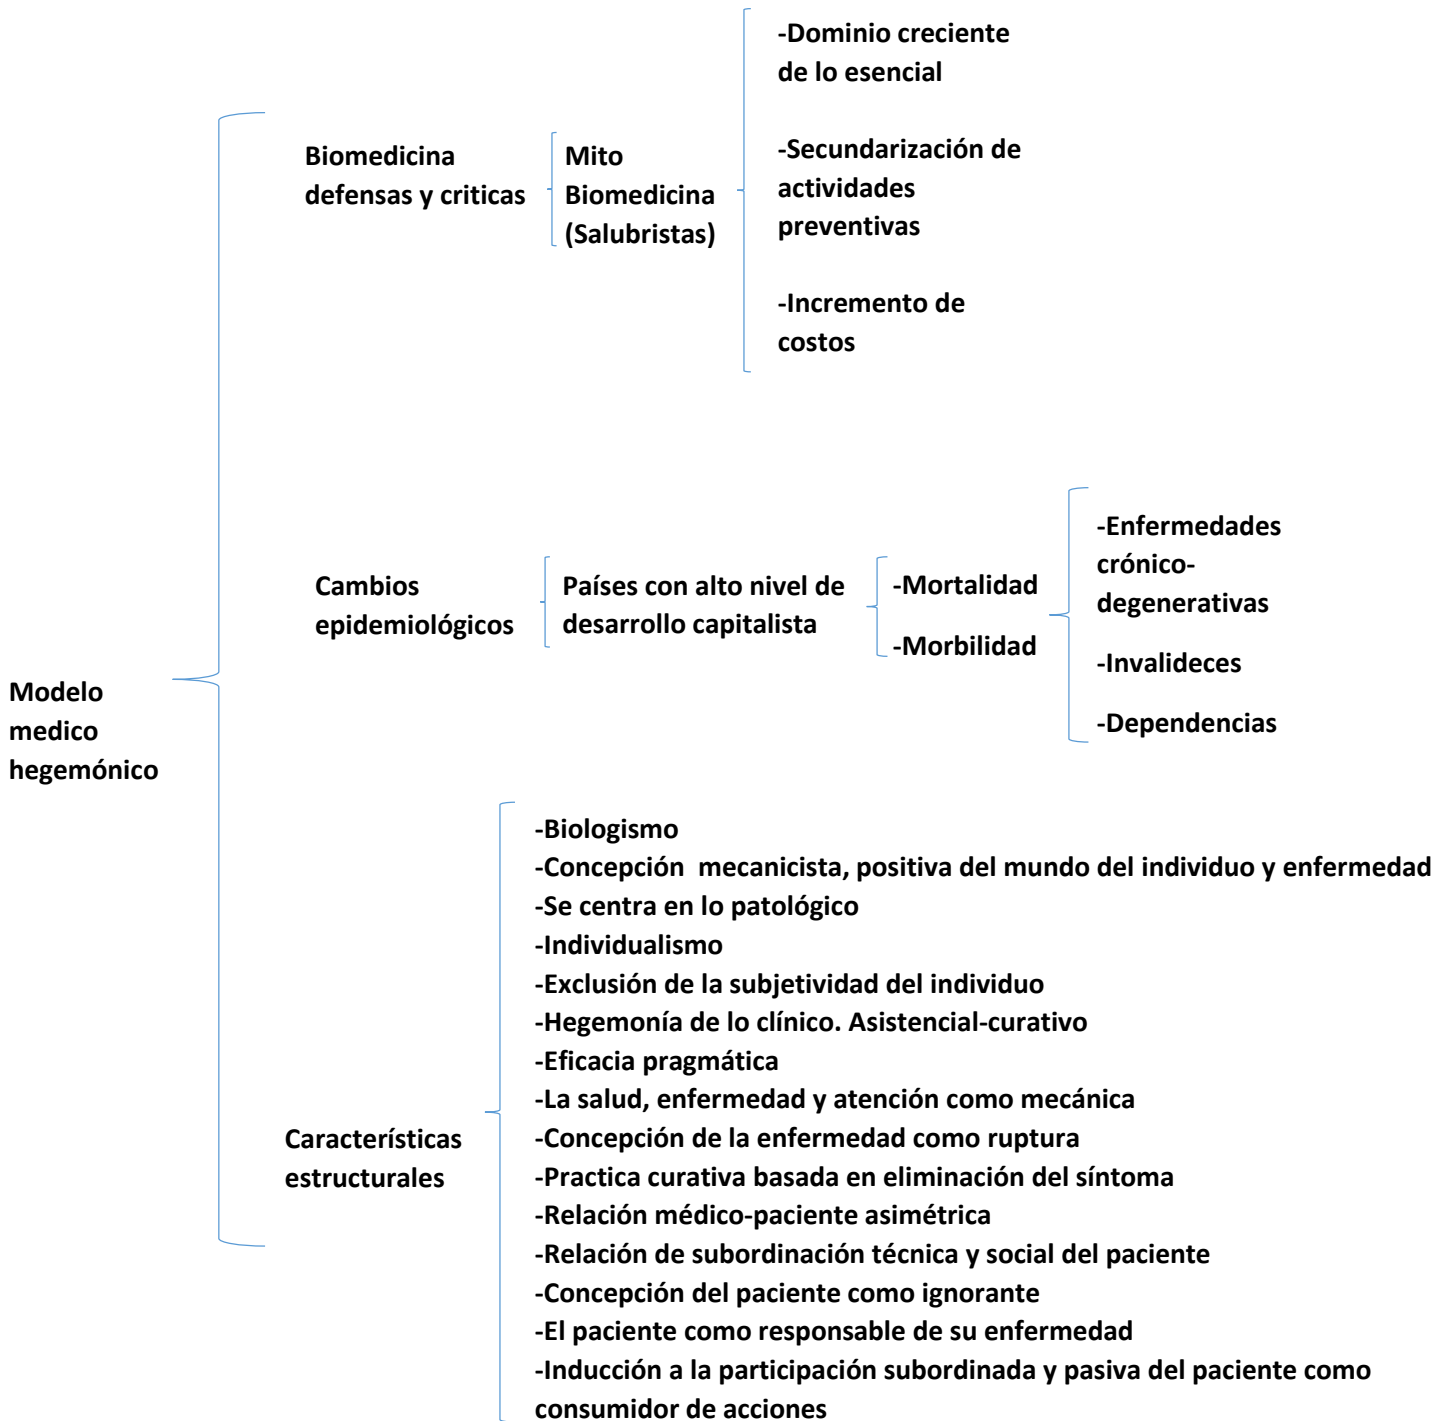 Modelo
medico
hegemónico
Biomedicina
defensas y criticas
Mito
Biomedicina
(Salubristas)
-Dominio creciente
de lo esencial
-Secundarización de
actividades
preventivas
-Incremento de
costos
Cambios
epidemiológicos
Países con alto nivel de
desarrollo capitalista
-Mortalidad
-Morbilidad
-Enfermedades
crónico-
degenerativas
-Invalideces
-Dependencias
Características
estructurales
-Biologismo
-Concepción  mecanicista, positiva del mundo del individuo y enfermedad
-Se centra en lo patológico
-Individualismo
-Exclusión de la subjetividad del individuo
-Hegemonía de lo clínico. Asistencial-curativo
-Eficacia pragmática
-La salud, enfermedad y atención como mecánica
-Concepción de la enfermedad como ruptura
-Practica curativa basada en eliminación del síntoma
-Relación médico-paciente asimétrica
-Relación de subordinación técnica y social del paciente
-Concepción del paciente como ignorante
-El paciente como responsable de su enfermedad
-Inducción a la participación subordinada y pasiva del paciente como
consumidor de acciones